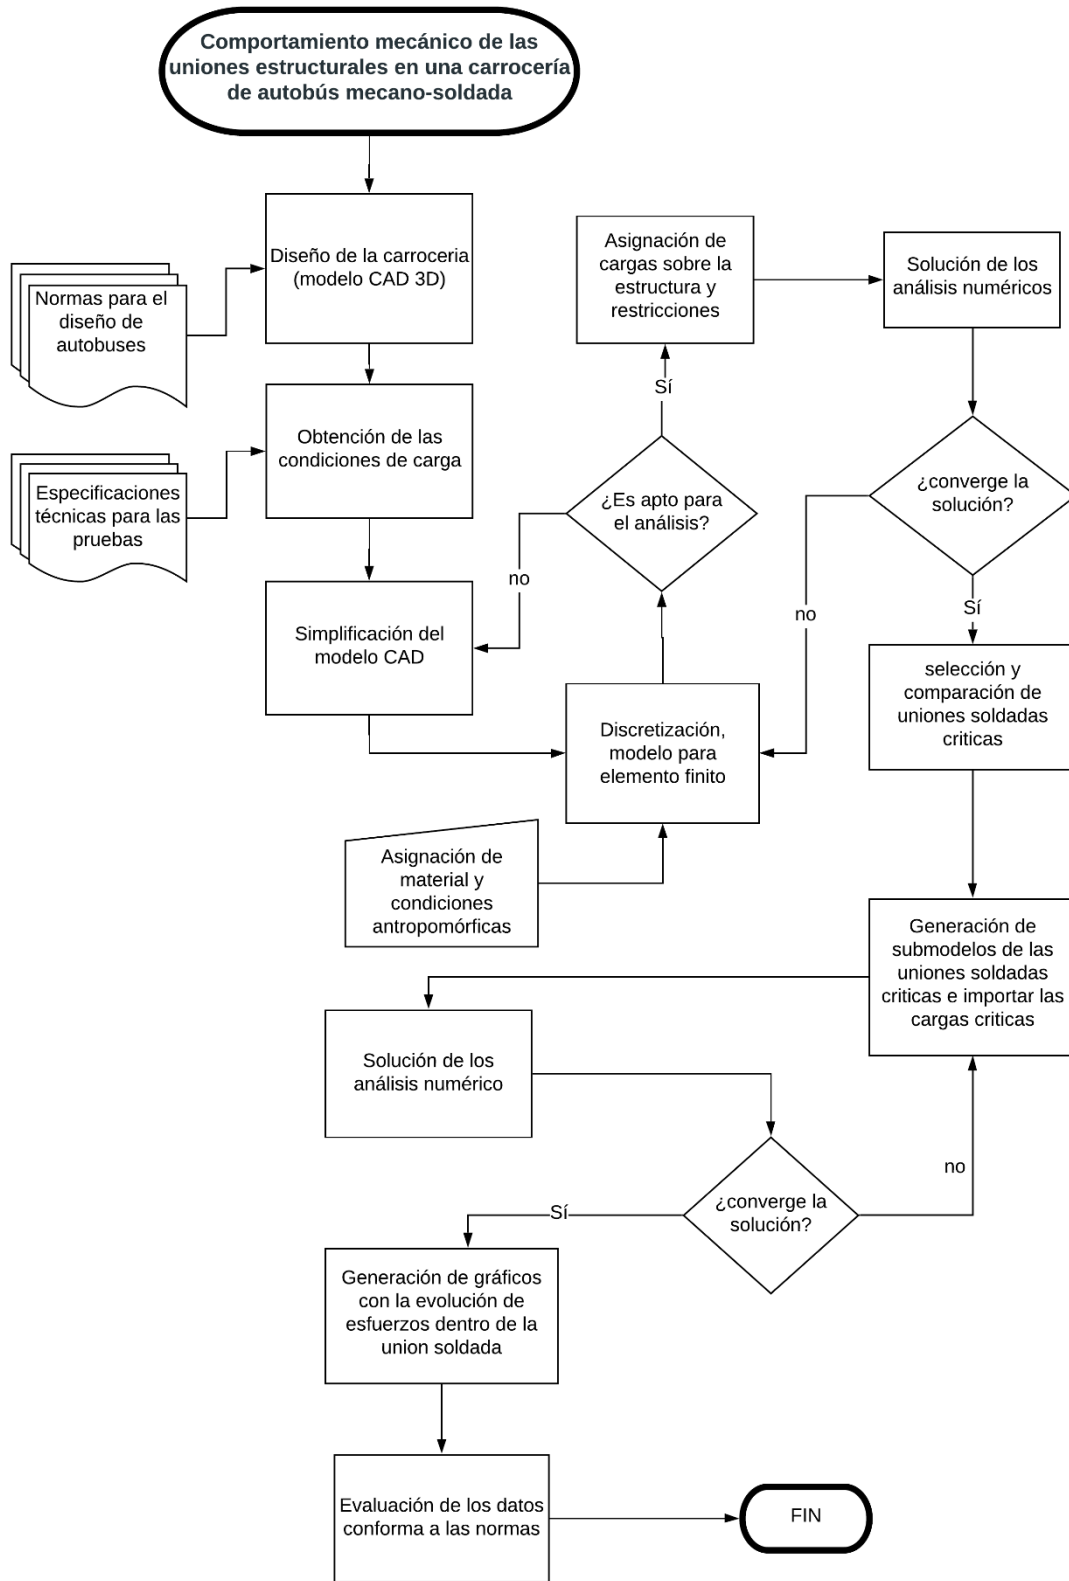 Comportamiento mecánico de las
uniones estructurales en una carrocería
de autobús mecano-soldada
Diseño de la carroceria
(modelo CAD 3D)
Normas para el
diseño de
autobuses
Obtención de las
condiciones de carga
Especificaciones
técnicas para las
pruebas
Simplificación del
modelo CAD
Discretización,
modelo para
elemento finito
Asignación de
material y
condiciones
antropomórficas
¿Es apto para
el análisis?
no
Sí
Asignación de
cargas sobre la
estructura y
restricciones
Solución de los
análisis numéricos
¿converge la
solución?
no
Sí
selección y
comparación de
uniones soldadas
criticas
Generación de
submodelos de las
uniones soldadas
criticas e importar las
cargas criticas
Solución de los
análisis numérico
¿converge la
solución?
no
Sí
Generación de gráficos
con la evolución de
esfuerzos dentro de la
union soldada
Evaluación de los datos
conforma a las normas
FIN